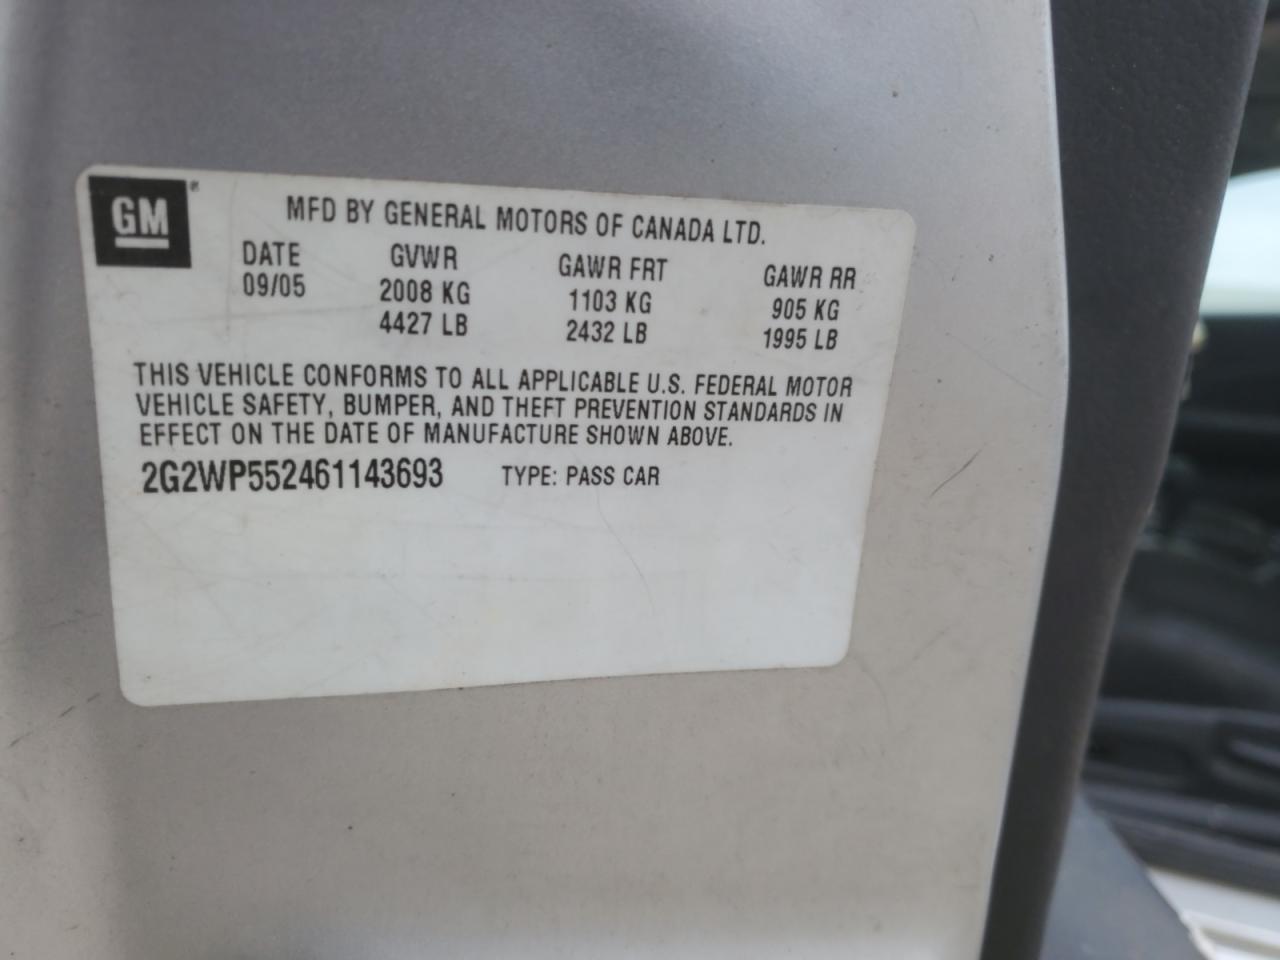 GM
MFD BY GENERAL MOTORS OF CANADA LTD.
DATE GVWR GAWR FRT GAWR RR
09/05 2008 KG 1103 KG 905 KG
4427 LB 2432 LB 1995 LB
THIS VEHICLE CONFORMS TO ALL APPLICABLE U.S. FEDERAL MOTOR
VEHICLE SAFETY, BUMPER, AND THEFT PREVENTION STANDARDS IN
EFFECT ON THE DATE OF MANUFACTURE SHOWN ABOVE.
2G2WP552461143693 TYPE: PASS CAR